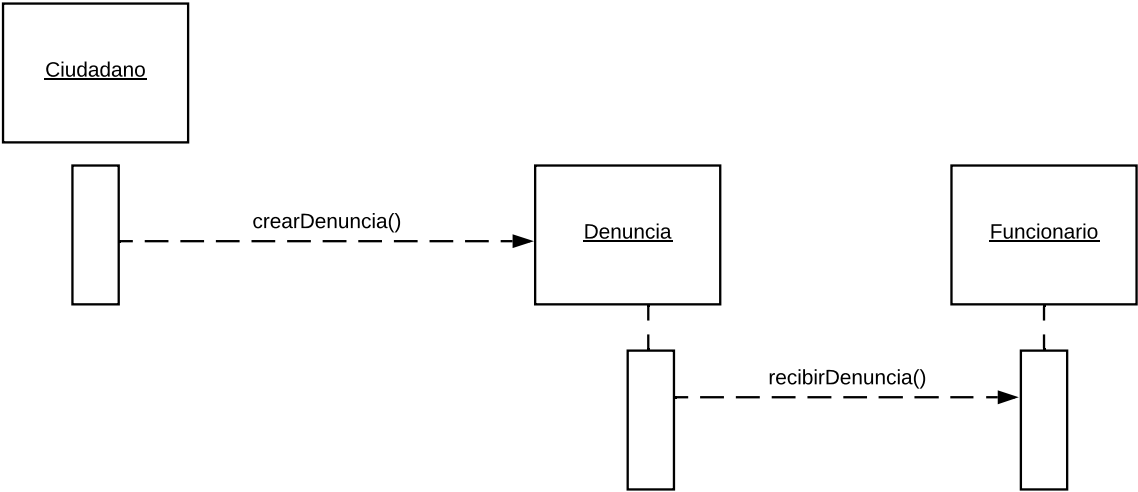 Ciudadano
crearDenuncia()
Denuncia
Funcionario
recibirDenuncia()